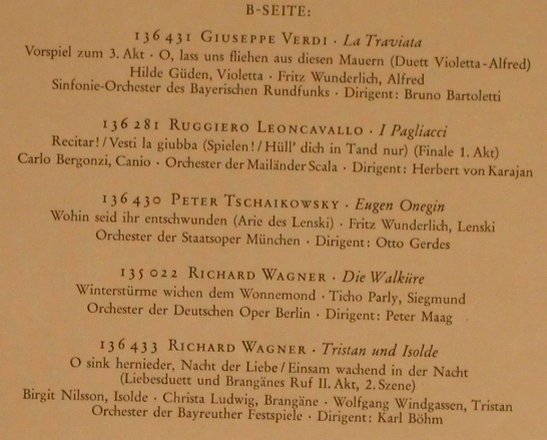 B-SEITE:
136 431 GIUSEPPE VERDI · La Traviata
Vorspiel zum 3. Akt · O, lass uns fliehen aus diesen Mauern (Duett Violetta-Alfred)
Hilde Güden, Violetta · Fritz Wunderlich, Alfred
Sinfonie-Orchester des Bayerischen Rundfunks · Dirigent: Bruno Bartoletti
136 281 RUGGIERO LEONCAVALLO · I Pagliacci
Recitar! / Vesti la giubba (Spielen! / Hüll' dich in Tand nur) (Finale 1. Akt)
Carlo Bergonzi, Canio · Orchester der Mailänder Scala · Dirigent: Herbert von Karajan
136 430 PETER TSCHAIKOWSKY · Eugen Onegin
Wohin seid ihr entschwunden (Arie des Lenski) · Fritz Wunderlich, Lenski
Orchester der Staatsoper München · Dirigent: Otto Gerdes
135 022 RICHARD WAGNER · Die Walküre
Winterstürme wichen dem Wonnemond · Ticho Parly, Siegmund
Orchester der Deutschen Oper Berlin · Dirigent: Peter Maag
136 433 RICHARD WAGNER · Tristan und Isolde
O sink hernieder, Nacht der Liebe / Einsam wachend in der Nacht
(Liebesduett und Brangänes Ruf II. Akt, 2. Szene)
Birgit Nilsson, Isolde · Christa Ludwig, Brangäne · Wolfgang Windgassen, Tristan
Orchester der Bayreuther Festspiele · Dirigent: Karl Böhm